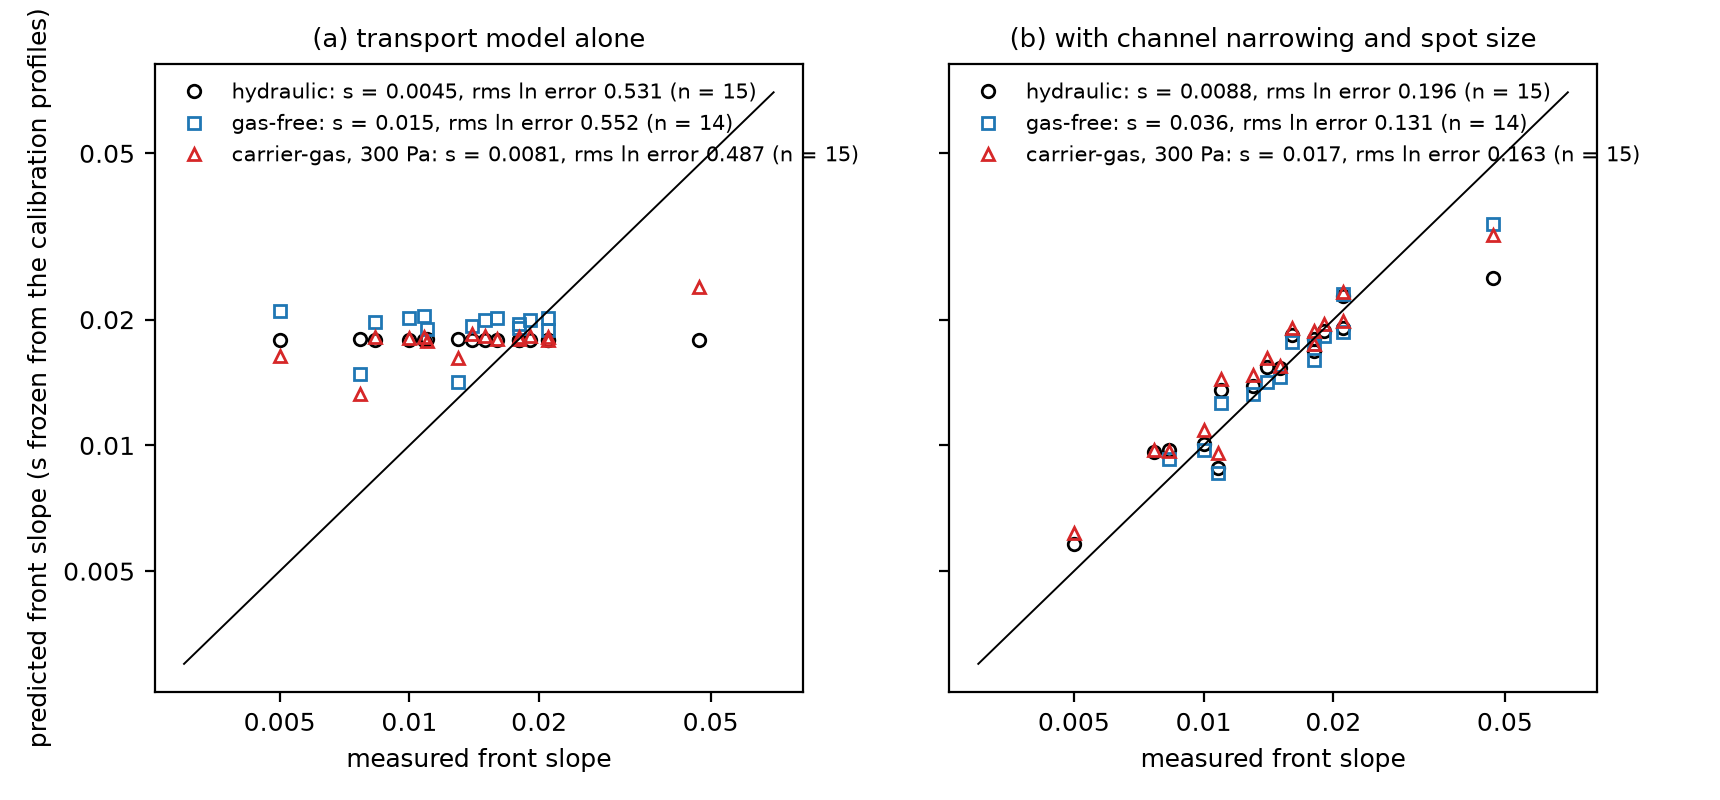 predicted front slope (s frozen from the calibration profiles)
(a) transport model alone
hydraulic: s = 0.0045, rms ln error 0.531 (n = 15)
gas-free: s = 0.015, rms ln error 0.552 (n = 14)
carrier-gas, 300 Pa: s = 0.0081, rms ln error 0.487 (n = 15)
0.05
0.02
0.01
0.005
0.005 0.01 0.02 0.05
measured front slope
(b) with channel narrowing and spot size
hydraulic: s = 0.0088, rms ln error 0.196 (n = 15)
gas-free: s = 0.036, rms ln error 0.131 (n = 14)
carrier-gas, 300 Pa: s = 0.017, rms ln error 0.163 (n = 15)
0.005 0.01 0.02 0.05
measured front slope